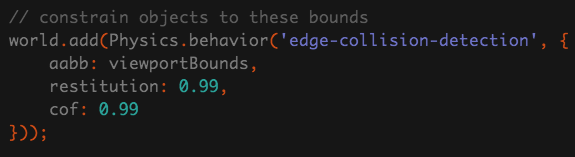 // constrain objects to these bounds
world.add(Physics.behavior('edge-collision-detection', {
    aabb: viewportBounds,
    restitution: 0.99,
    cof: 0.99
}));